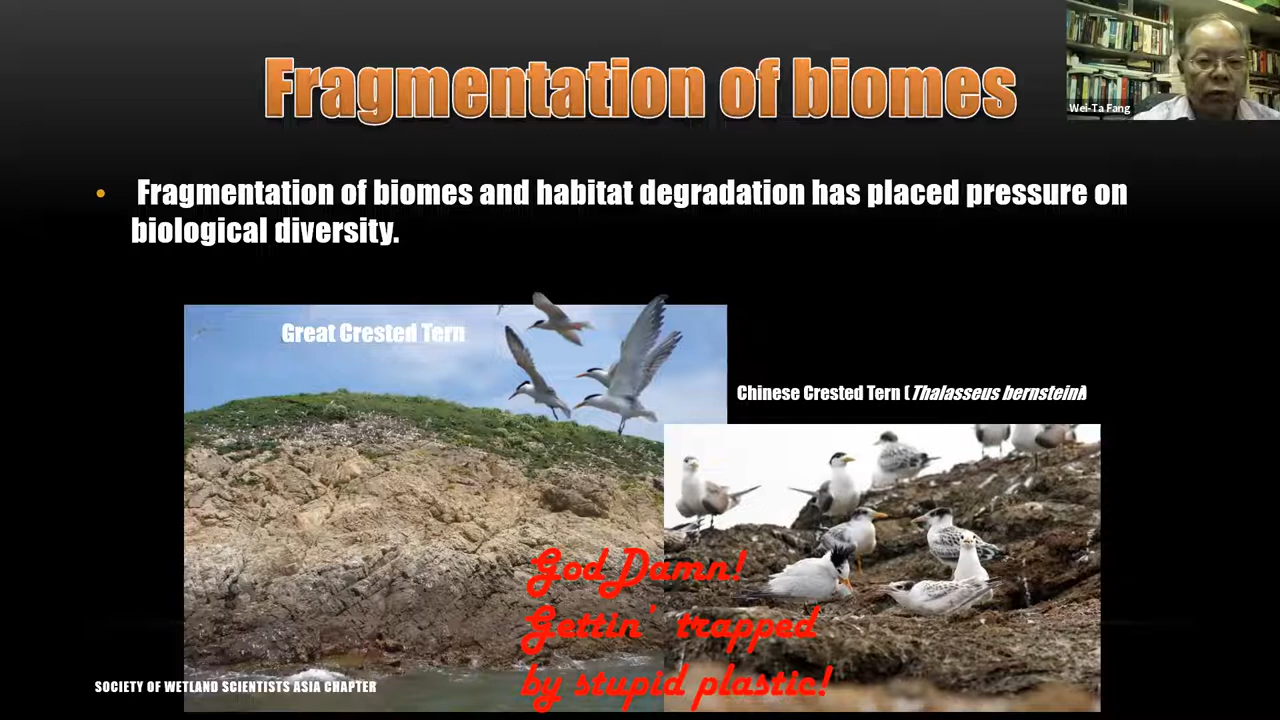 Fragmentation of biomes
Wei-Ta Fang
• Fragmentation of biomes and habitat degradation has placed pressure on
biological diversity.
Great Crested Tern
Chinese Crested Tern (Thalasseus bernsteini)
God Damn!
Gettin' trapped
by stupid plastic!
SOCIETY OF WETLAND SCIENTISTS ASIA CHAPTER